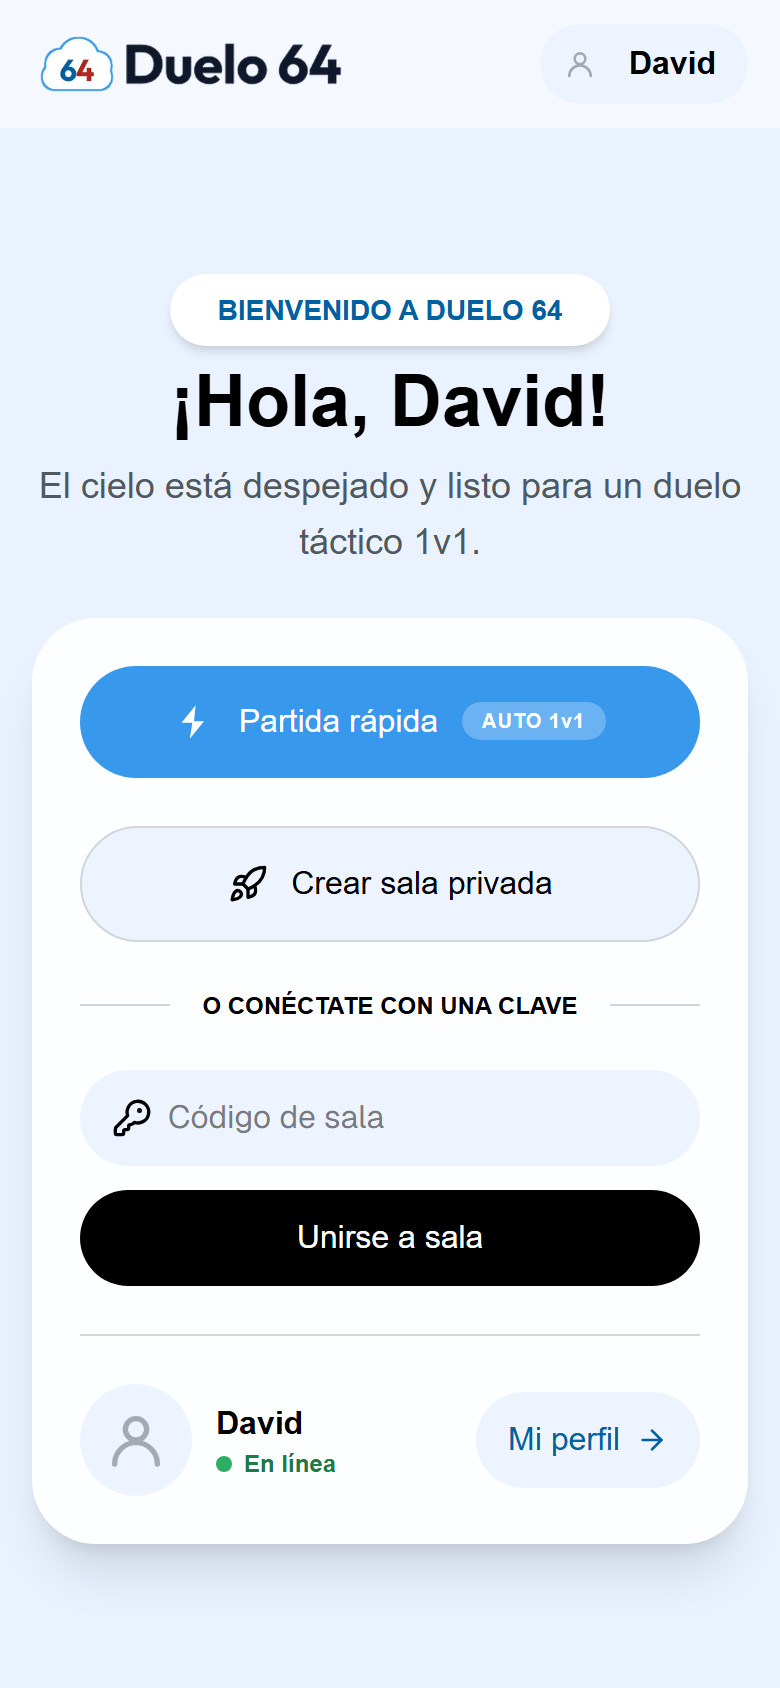 64 Duelo 64
David
BIENVENIDO A DUELO 64
¡Hola, David!
El cielo está despejado y listo para un duelo
táctico 1v1.
Partida rápida AUTO 1v1
Crear sala privada
O CONÉCTATE CON UNA CLAVE
Código de sala
Unirse a sala
David
En línea
Mi perfil